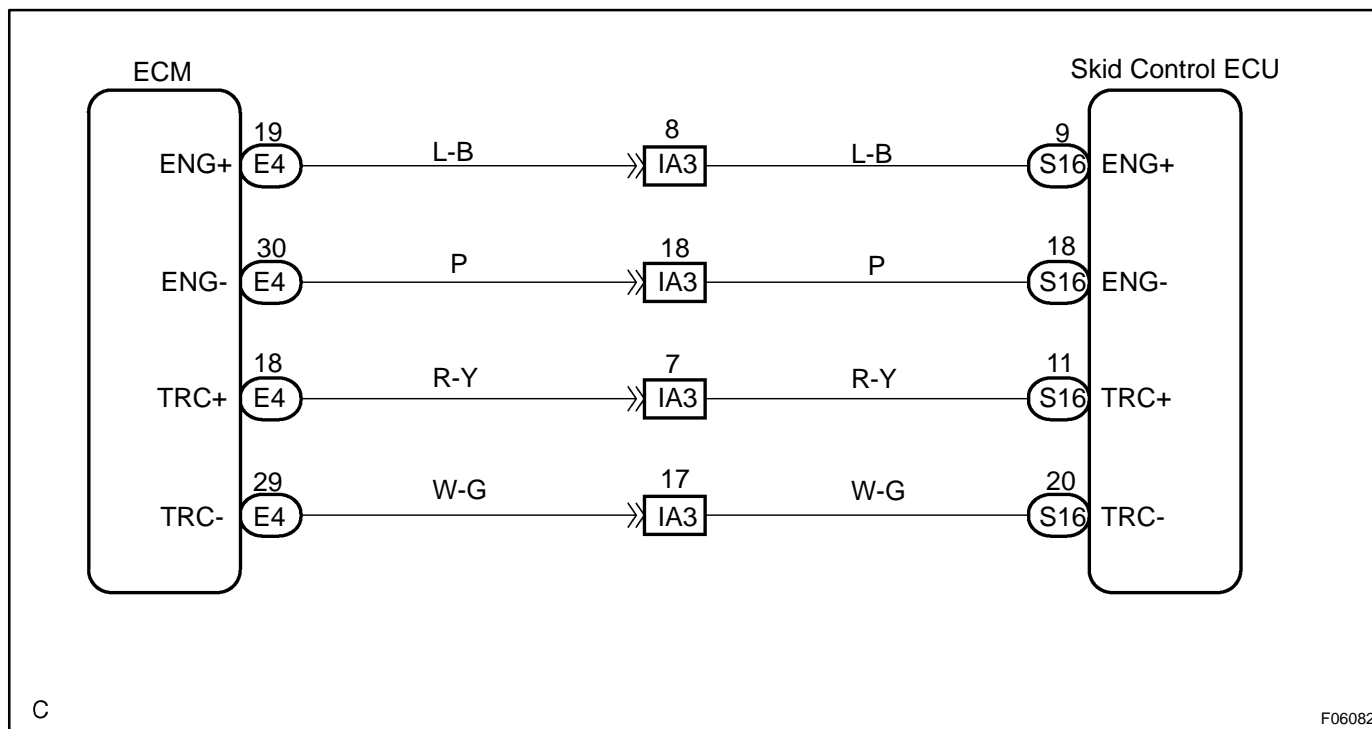 ECM
Skid Control ECU
19
8
9
ENG+
E4
L-B
IA3
L-B
S16
ENG+
30
18
18
ENG-
E4
P
IA3
P
S16
ENG-
18
7
11
TRC+
E4
R-Y
IA3
R-Y
S16
TRC+
29
17
20
TRC-
E4
W-G
IA3
W-G
S16
TRC-
C
F06082